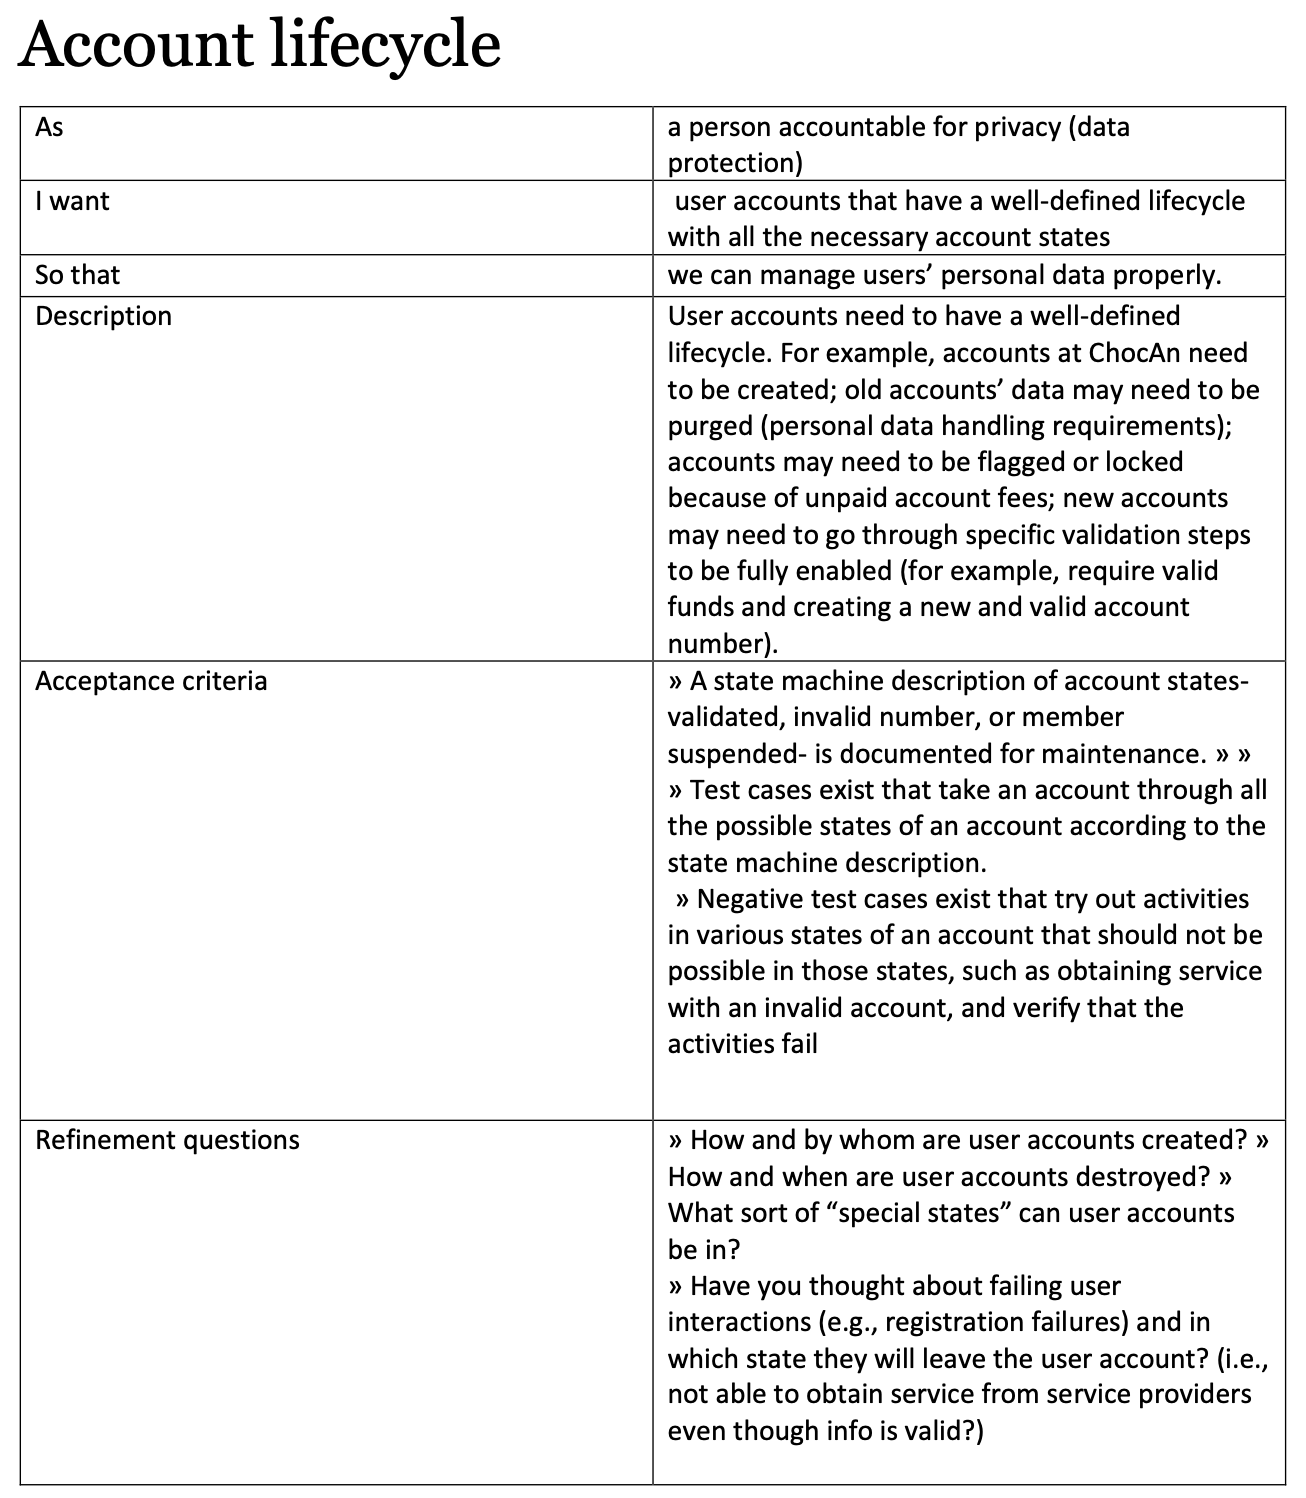 Account lifecycle
As
a person accountable for privacy (data
protection)
I want
user accounts that have a well-defined lifecycle
with all the necessary account states
So that
we can manage users’ personal data properly.
Description
User accounts need to have a well-defined
lifecycle. For example, accounts at ChocAn need
to be created; old accounts’ data may need to be
purged (personal data handling requirements);
accounts may need to be flagged or locked
because of unpaid account fees; new accounts
may need to go through specific validation steps
to be fully enabled (for example, require valid
funds and creating a new and valid account
number).
Acceptance criteria
» A state machine description of account states-
validated, invalid number, or member
suspended- is documented for maintenance. » »
» Test cases exist that take an account through all
the possible states of an account according to the
state machine description.
» Negative test cases exist that try out activities
in various states of an account that should not be
possible in those states, such as obtaining service
with an invalid account, and verify that the
activities fail
Refinement questions
» How and by whom are user accounts created? »
How and when are user accounts destroyed? »
What sort of “special states” can user accounts
be in?
» Have you thought about failing user
interactions (e.g., registration failures) and in
which state they will leave the user account? (i.e.,
not able to obtain service from service providers
even though info is valid?)